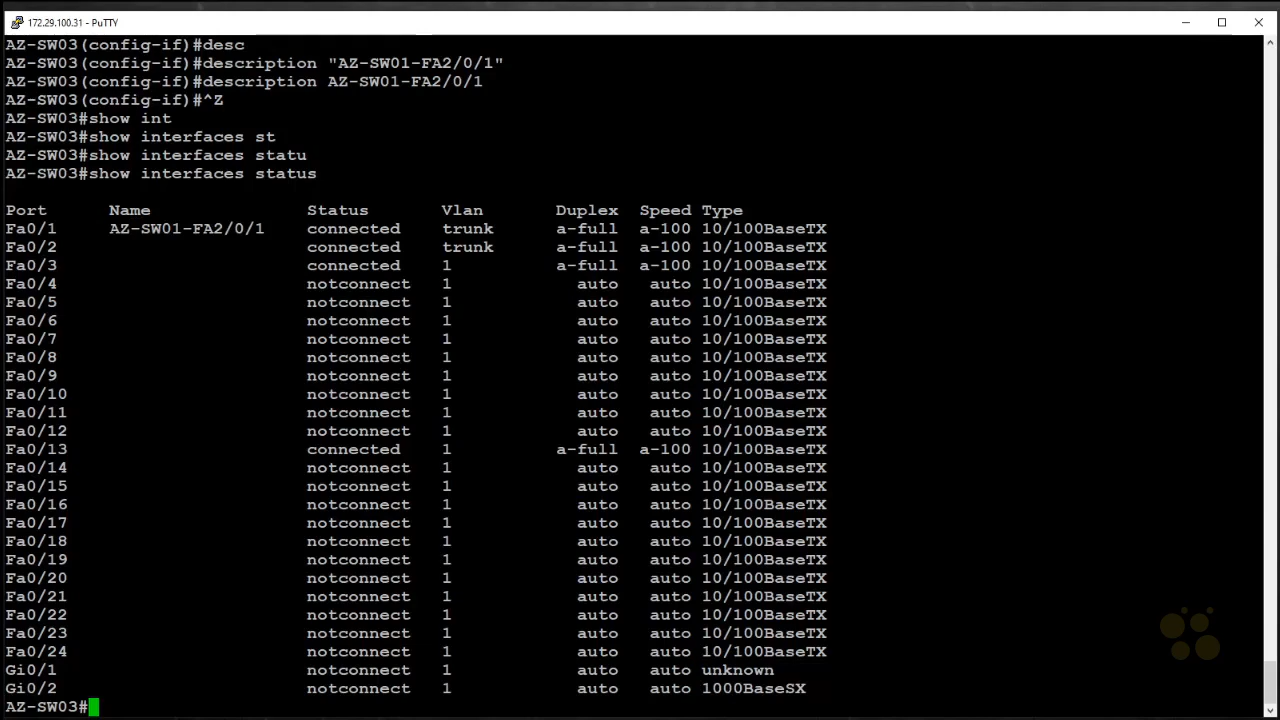 172.29.100.31 - PuTTY
AZ-SW03(config-if)#desc
AZ-SW03(config-if)#description "AZ-SW01-FA2/0/1"
AZ-SW03(config-if)#description AZ-SW01-FA2/0/1
AZ-SW03(config-if)#^Z
AZ-SW03#show int
AZ-SW03#show interfaces st
AZ-SW03#show interfaces statu
AZ-SW03#show interfaces status
Port Name Status Vlan Duplex Speed Type
Fa0/1 AZ-SW01-FA2/0/1 connected trunk a-full a-100 10/100BaseTX
Fa0/2 connected trunk a-full a-100 10/100BaseTX
Fa0/3 connected 1 a-full a-100 10/100BaseTX
Fa0/4 notconnect 1 auto auto 10/100BaseTX
Fa0/5 notconnect 1 auto auto 10/100BaseTX
Fa0/6 notconnect 1 auto auto 10/100BaseTX
Fa0/7 notconnect 1 auto auto 10/100BaseTX
Fa0/8 notconnect 1 auto auto 10/100BaseTX
Fa0/9 notconnect 1 auto auto 10/100BaseTX
Fa0/10 notconnect 1 auto auto 10/100BaseTX
Fa0/11 notconnect 1 auto auto 10/100BaseTX
Fa0/12 notconnect 1 auto auto 10/100BaseTX
Fa0/13 connected 1 a-full a-100 10/100BaseTX
Fa0/14 notconnect 1 auto auto 10/100BaseTX
Fa0/15 notconnect 1 auto auto 10/100BaseTX
Fa0/16 notconnect 1 auto auto 10/100BaseTX
Fa0/17 notconnect 1 auto auto 10/100BaseTX
Fa0/18 notconnect 1 auto auto 10/100BaseTX
Fa0/19 notconnect 1 auto auto 10/100BaseTX
Fa0/20 notconnect 1 auto auto 10/100BaseTX
Fa0/21 notconnect 1 auto auto 10/100BaseTX
Fa0/22 notconnect 1 auto auto 10/100BaseTX
Fa0/23 notconnect 1 auto auto 10/100BaseTX
Fa0/24 notconnect 1 auto auto 10/100BaseTX
Gi0/1 notconnect 1 auto auto unknown
Gi0/2 notconnect 1 auto auto 1000BaseSX
AZ-SW03#